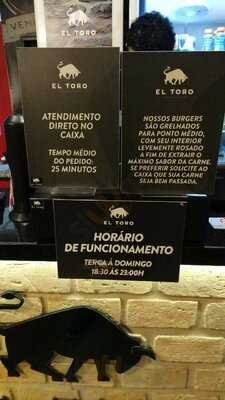 EL TORO
VEN
EL TORO
ATENDIMENTO
DIRETO NO
CAIXA
TEMPO MÉDIO
DO PEDIDO:
25 MINUTOS
EL TORO
NOSSOS BURGERS
SÃO GRELHADOS
PARA PONTO MÉDIO,
COM SEU INTERIOR
LEVEMENTE ROSADO
A FIM DE EXTRAIR O
MÁXIMO SABOR DA CARNE.
SE PREFERIR SOLICITE AO
CAIXA QUE SUA CARNE
SEJA BEM PASSADA.
EL TORO
HORÁRIO
DE FUNCIONAMENTO
TERÇA À DOMINGO
18:30 ÀS 23:00H